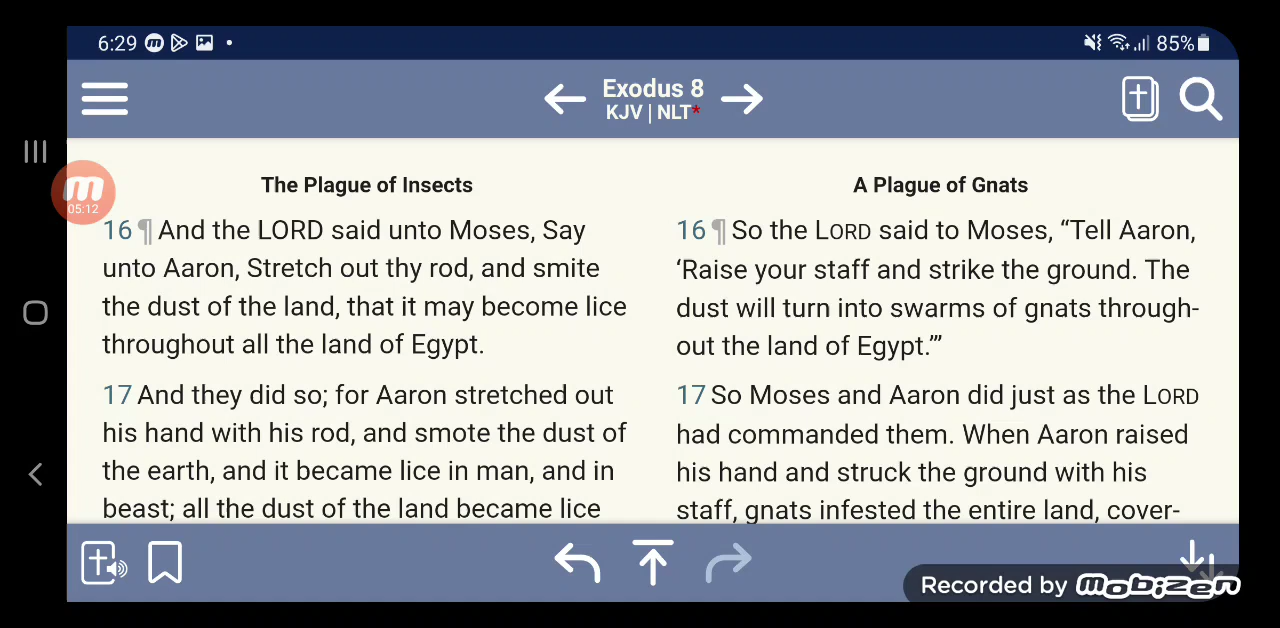 6:29
85%
Exodus 8
KJV | NLT*
05:12
The Plague of Insects
16 ¶ And the LORD said unto Moses, Say
unto Aaron, Stretch out thy rod, and smite
the dust of the land, that it may become lice
throughout all the land of Egypt.
17 And they did so; for Aaron stretched out
his hand with his rod, and smote the dust of
the earth, and it became lice in man, and in
beast; all the dust of the land became lice
A Plague of Gnats
16 ¶ So the LORD said to Moses, “Tell Aaron,
‘Raise your staff and strike the ground. The
dust will turn into swarms of gnats through-
out the land of Egypt.’”
17 So Moses and Aaron did just as the LORD
had commanded them. When Aaron raised
his hand and struck the ground with his
staff, gnats infested the entire land, cover-
Recorded by mobizen